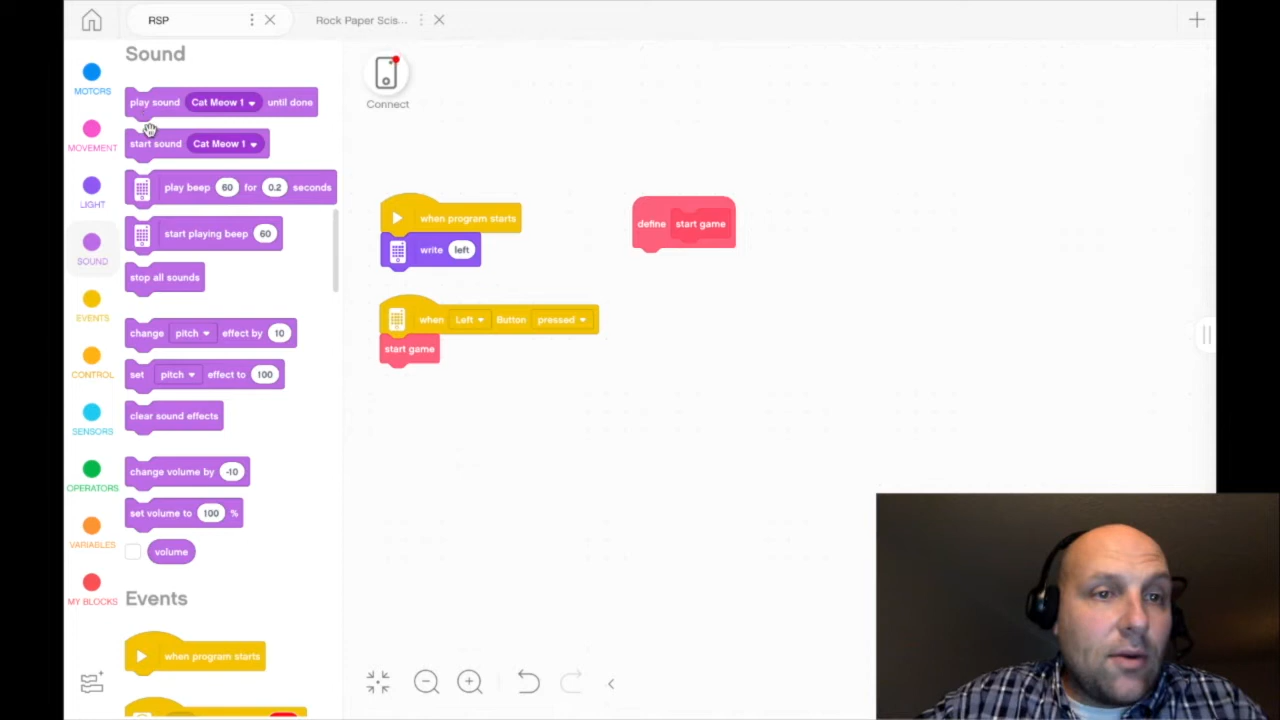 RSP
Rock Paper Scis...
Sound
MOTORS
MOVEMENT
LIGHT
SOUND
EVENTS
CONTROL
SENSORS
OPERATORS
VARIABLES
MY BLOCKS
play sound Cat Meow 1 until done
start sound Cat Meow 1
play beep 60 for 0.2 seconds
start playing beep 60
stop all sounds
change pitch effect by 10
set pitch effect to 100
clear sound effects
change volume by -10
set volume to 100 %
volume
Events
when program starts
Connect
when program starts
write left
when Left Button pressed
start game
define start game